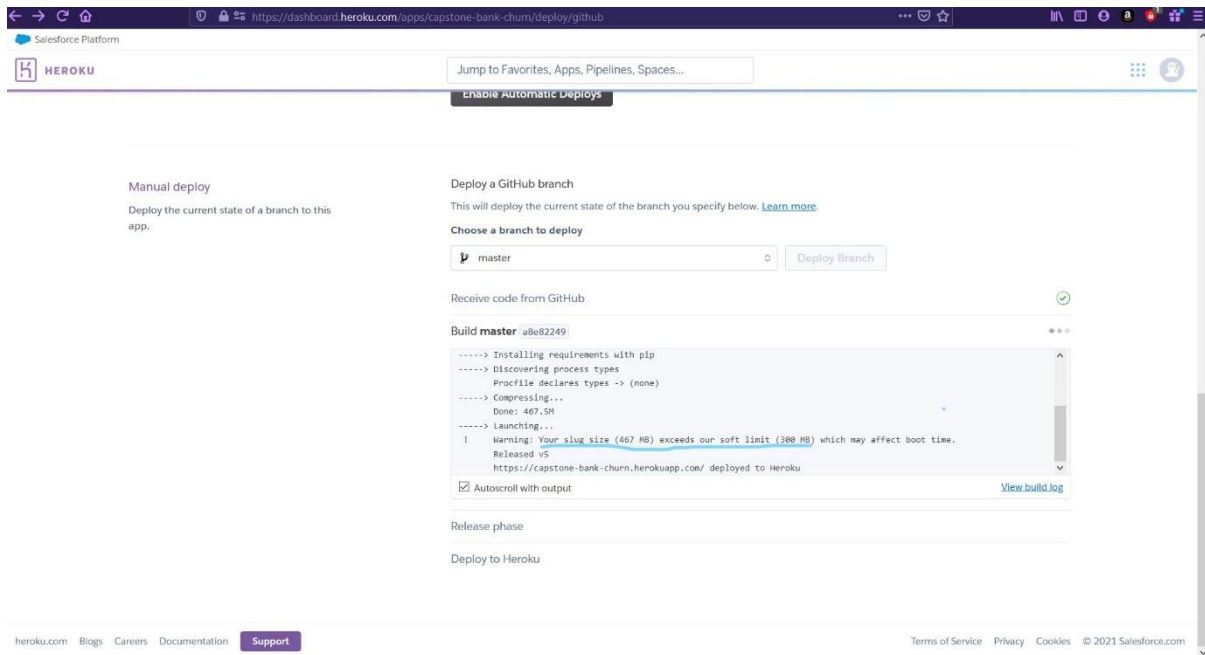 https://dashboard.heroku.com/apps/capstone-bank-churn/deploy/github
Salesforce Platform
HEROKU
Jump to Favorites, Apps, Pipelines, Spaces...
Enable Automatic Deploys
Manual deploy
Deploy the current state of a branch to this
app.
Deploy a GitHub branch
This will deploy the current state of the branch you specify below. Learn more.
Choose a branch to deploy
master
Deploy Branch
Receive code from GitHub
Build master a8e82249
-----> Installing requirements with pip
-----> Discovering process types
Procfile declares types -> (none)
-----> Compressing...
Done: 467.5M
-----> Launching...
! Warning: Your slug size (467 MB) exceeds our soft limit (300 MB) which may affect boot time.
Released v5
https://capstone-bank-churn.herokuapp.com/ deployed to Heroku
Autoscroll with output View build log
Release phase
Deploy to Heroku
heroku.com Blogs Careers Documentation Support Terms of Service Privacy Cookies © 2021 Salesforce.com